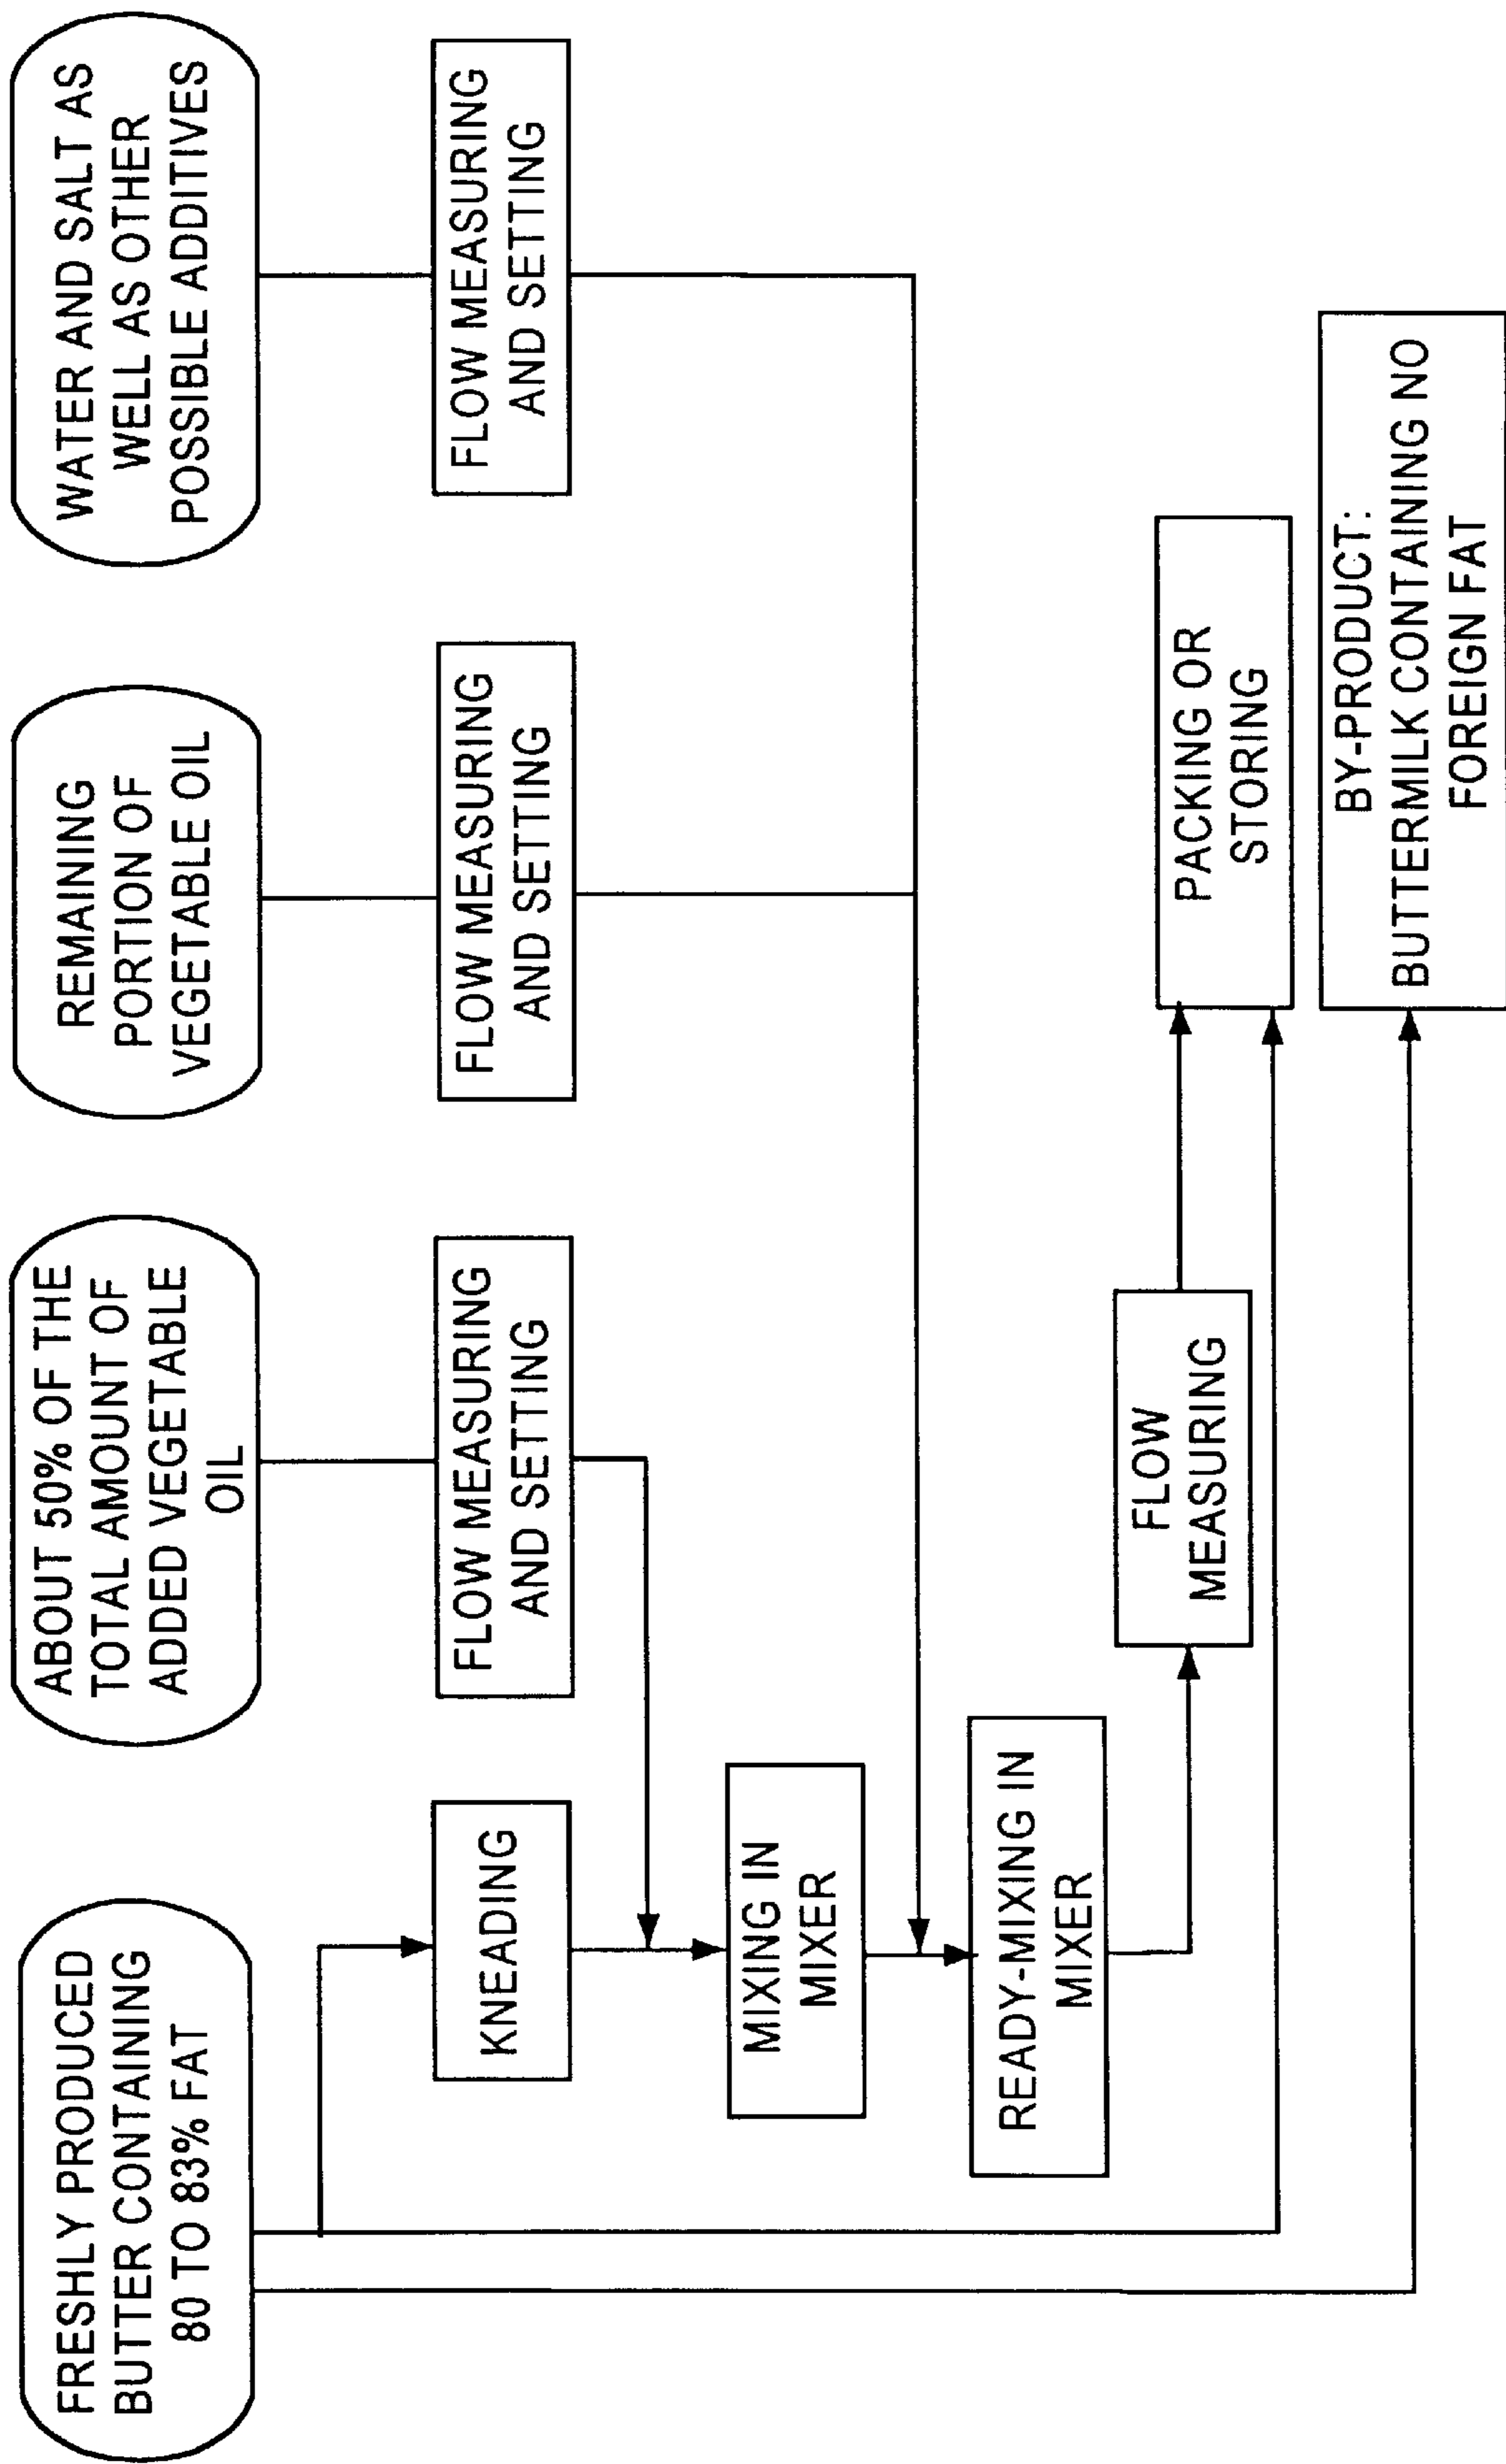 FRESHLY PRODUCED
BUTTER CONTAINING
80 TO 83% FAT
ABOUT 50% OF THE
TOTAL AMOUNT OF
ADDED VEGETABLE
OIL
REMAINING
PORTION OF
VEGETABLE OIL
WATER AND SALT AS
WELL AS OTHER
POSSIBLE ADDITIVES
KNEADING
FLOW MEASURING
AND SETTING
FLOW MEASURING
AND SETTING
FLOW MEASURING
AND SETTING
MIXING IN
MIXER
READY-MIXING IN
MIXER
FLOW
MEASURING
PACKING OR
STORING
BY-PRODUCT:
BUTTERMILK CONTAINING NO
FOREIGN FAT